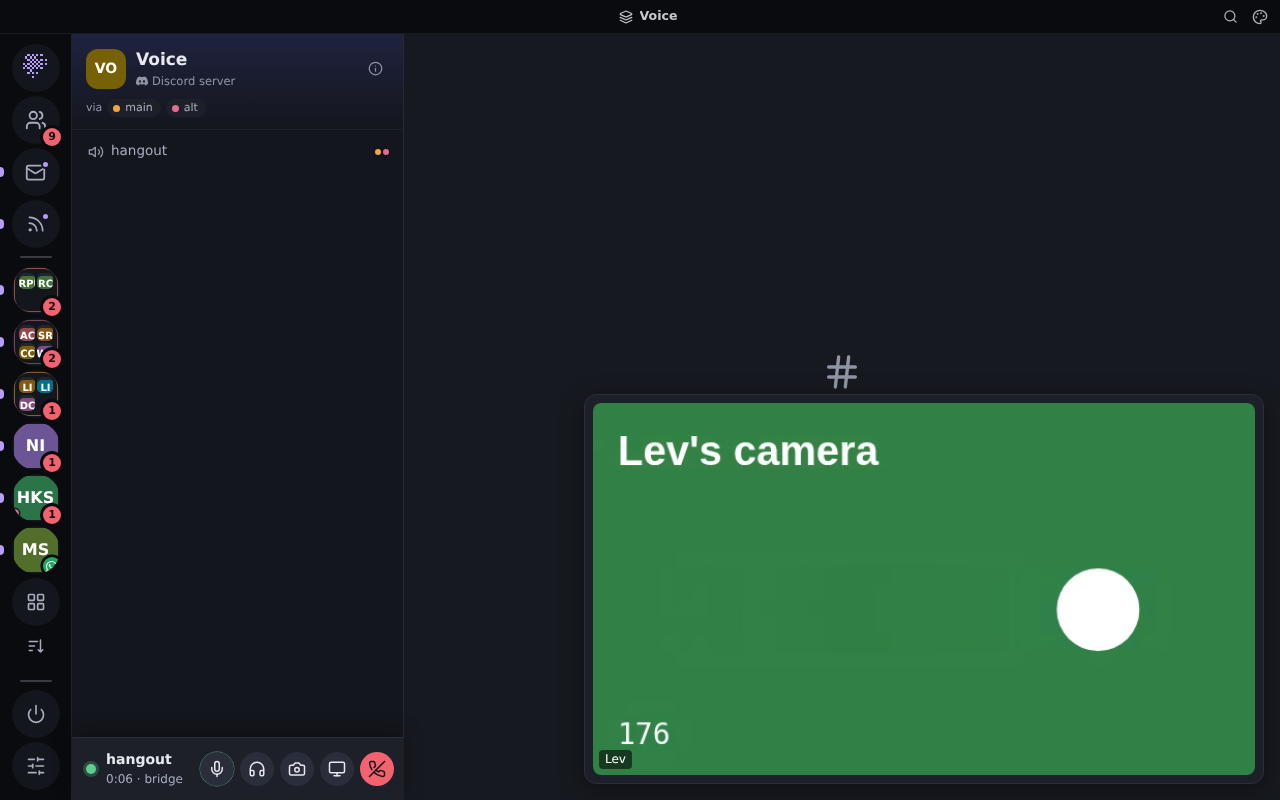 Voice
VO
Voice
Discord server
via main alt
hangout
9
RP RC
2
AC SR
CC
2
LI LI
DC
1
NI
1
HKS
1
MS
Lev's camera
176
Lev
hangout
0:06 · bridge